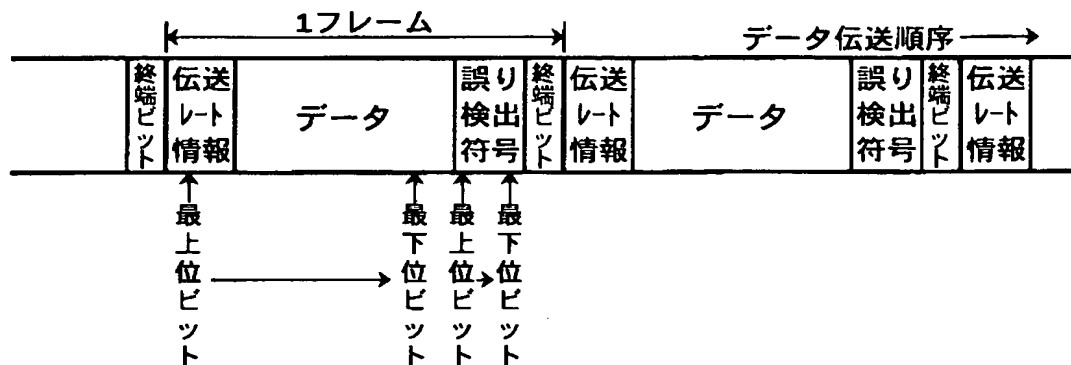 1フレーム
データ伝送順序
終端ビット
伝送レート情報
データ
誤り検出符号
終端ビット
伝送レート情報
データ
誤り検出符号
終端ビット
伝送レート情報
最上位ビット
最下位ビット
最上位ビット
最下位ビット